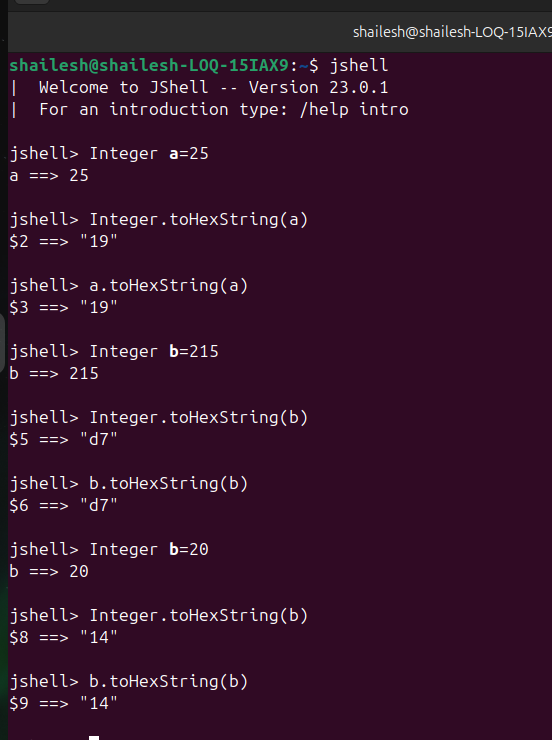 shailesh@shailesh-LOQ-15IAX9
shailesh@shailesh-LOQ-15IAX9:~$ jshell
|  Welcome to JShell -- Version 23.0.1
|  For an introduction type: /help intro
jshell> Integer a=25
a ==> 25
jshell> Integer.toHexString(a)
$2 ==> "19"
jshell> a.toHexString(a)
$3 ==> "19"
jshell> Integer b=215
b ==> 215
jshell> Integer.toHexString(b)
$5 ==> "d7"
jshell> b.toHexString(b)
$6 ==> "d7"
jshell> Integer b=20
b ==> 20
jshell> Integer.toHexString(b)
$8 ==> "14"
jshell> b.toHexString(b)
$9 ==> "14"